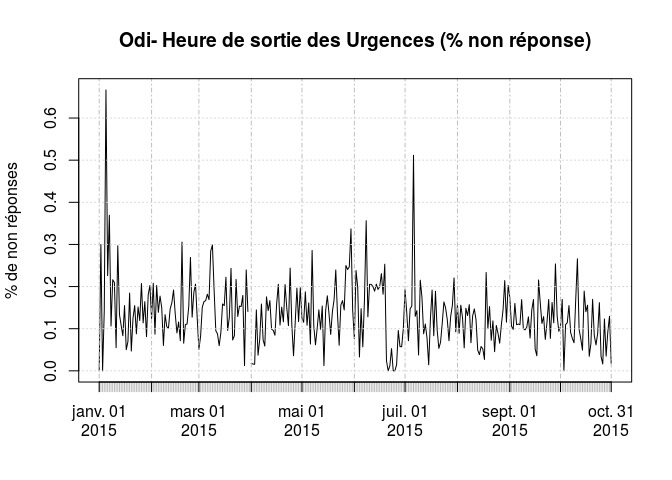 Odi- Heure de sortie des Urgences (% non réponse)
% de non réponses
0.6
0.5
0.4
0.3
0.2
0.1
0.0
janv. 01 mars 01 mai 01 juil. 01 sept. 01 oct. 31
2015 2015 2015 2015 2015 2015